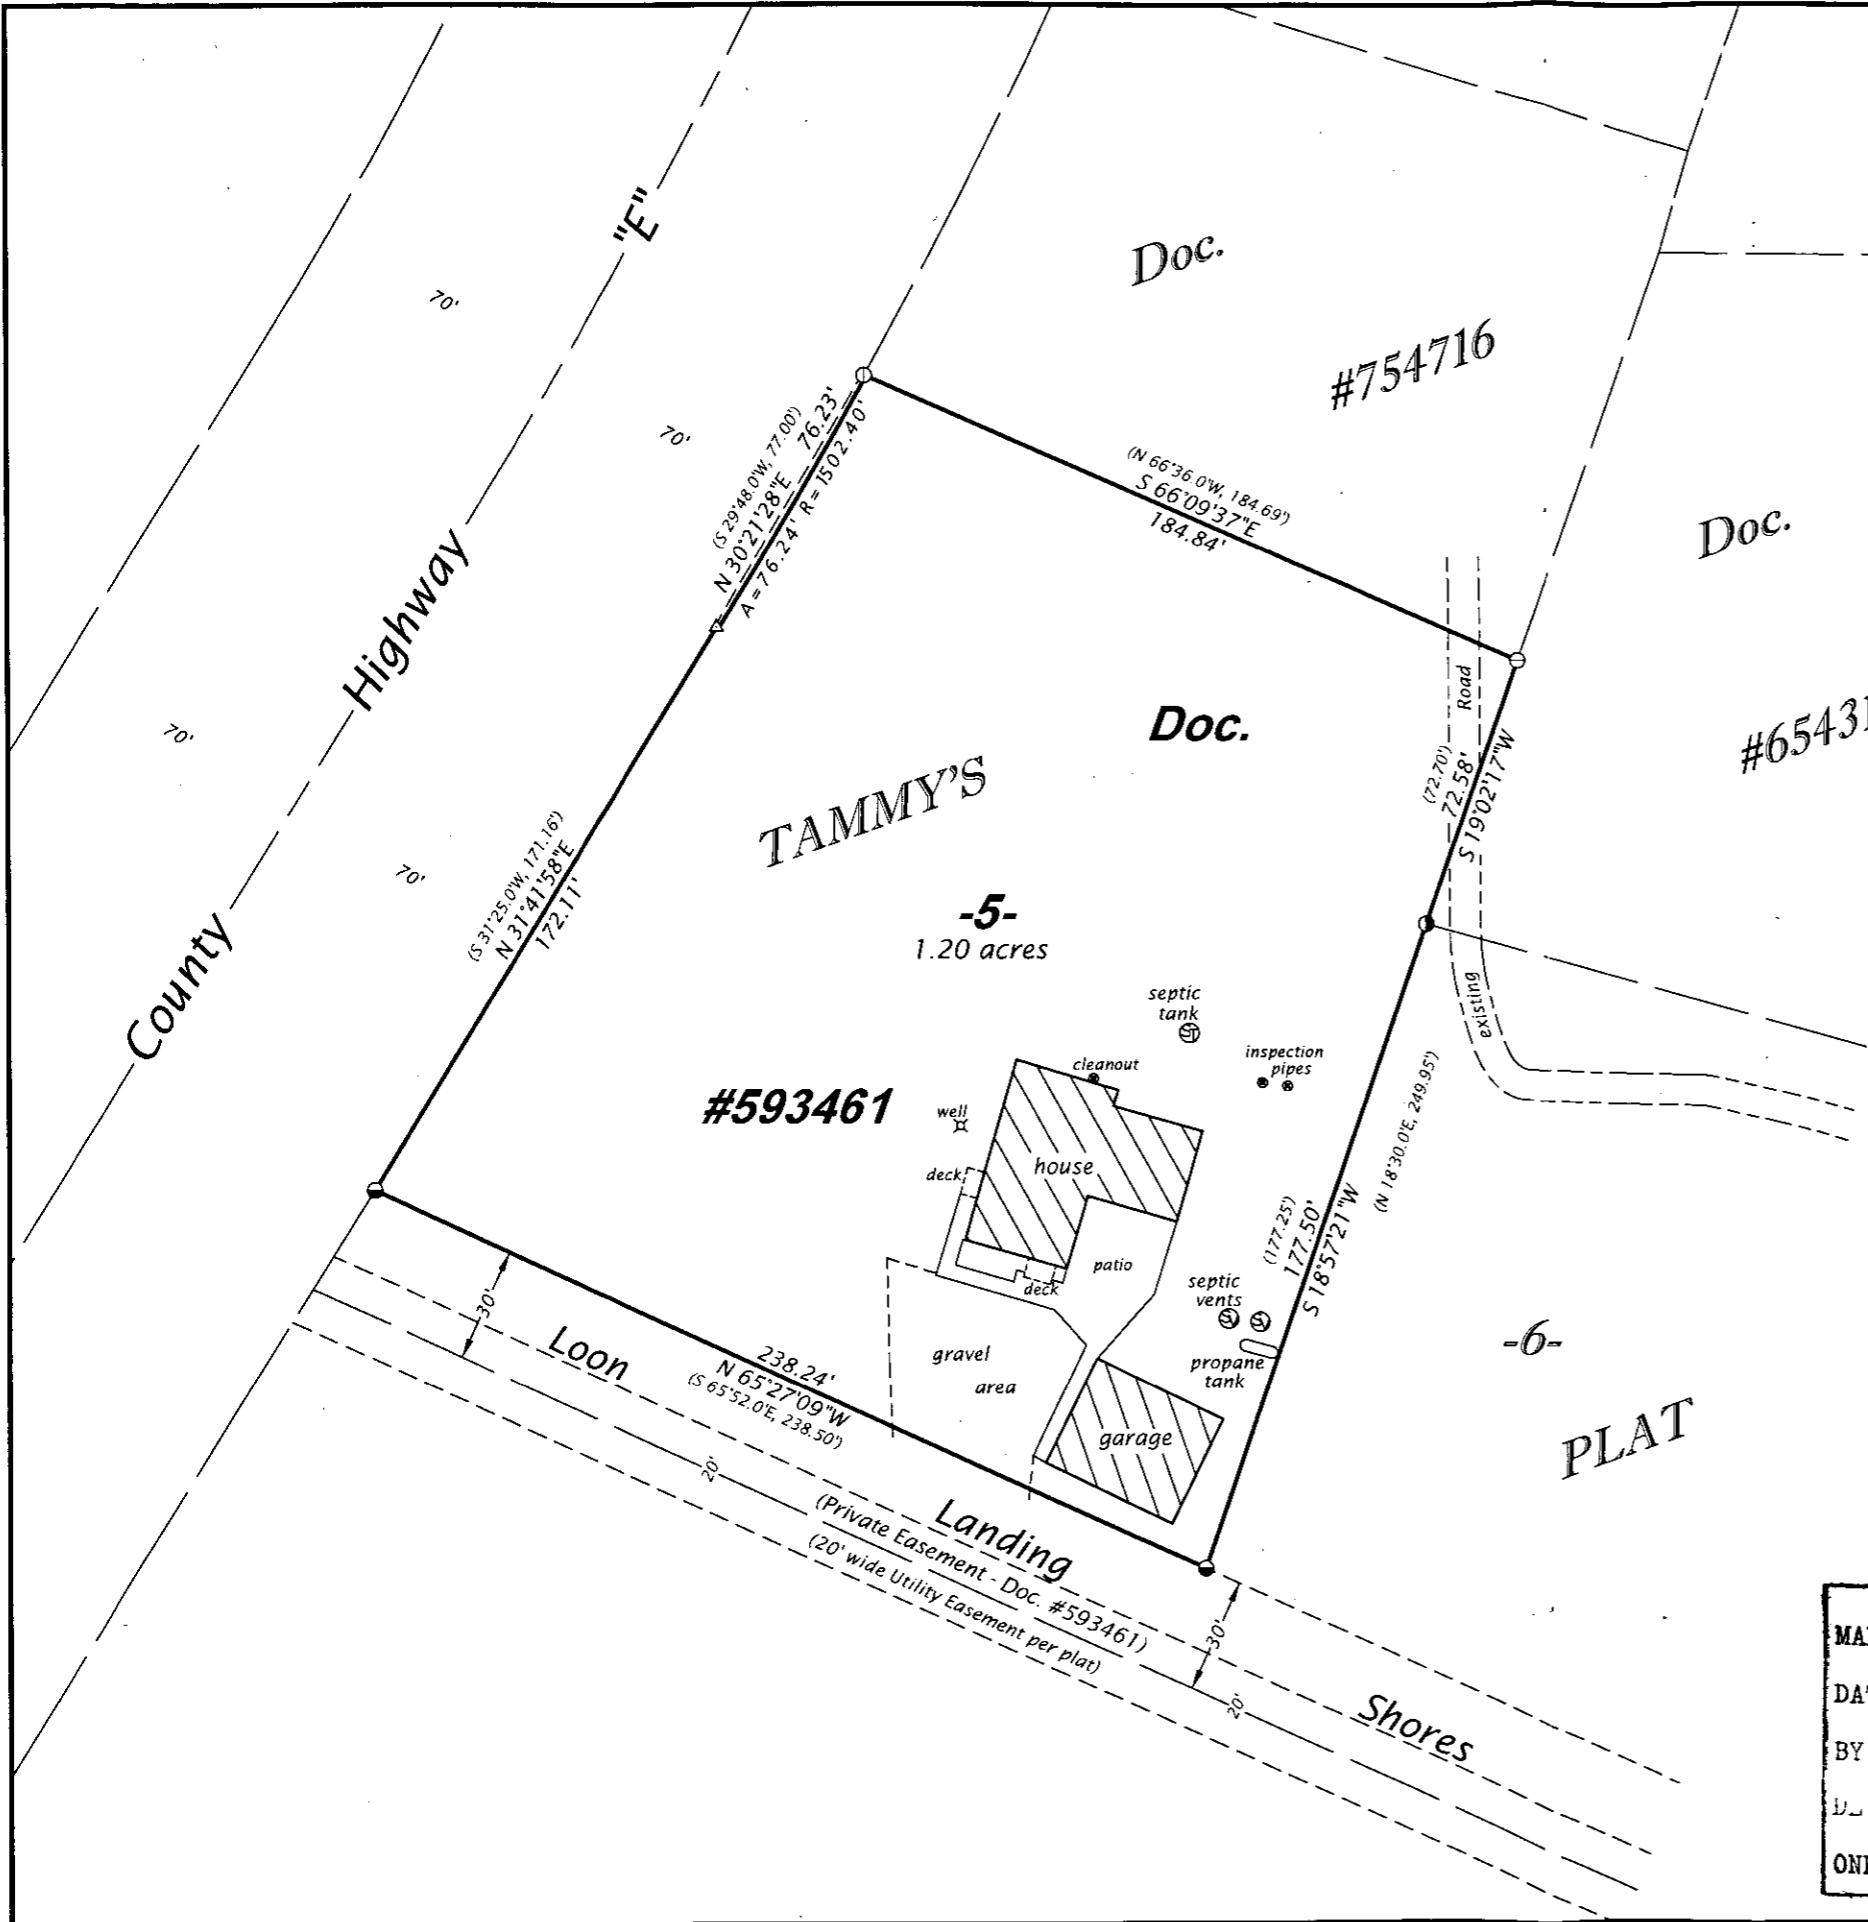 "E"
Highway
County
70'
70'
70'
70'
Doc.
#754716
Doc.
(S 29°48.0'W, 77.00')
N 30°21'28"E 76.23'
A = 76.24' R = 1502.40'
(N 66°36.0'W, 184.69')
S 66°09'37"E
184.84'
Road
existing
(72.70')
72.58'
S 19°02'17"W
Doc.
TAMMY'S
-5-
1.20 acres
#593461
(S 31°25.0'W, 171.16')
N 31°41'58"E
172.11'
septic
tank
ST
cleanout
inspection
pipes
well
deck
house
patio
deck
septic
vents
SV
SV
propane
tank
gravel
area
garage
(N 18°30.0'E, 249.95')
(177.25')
177.50'
S 18°57'21"W
-6-
PLAT
30'
Loon
238.24'
N 65°27'09"W
(S 65°52.0'E, 238.50')
20'
Landing
(Private Easement - Doc. #593461)
(20' wide Utility Easement per plat)
30'
20'
Shores
BY